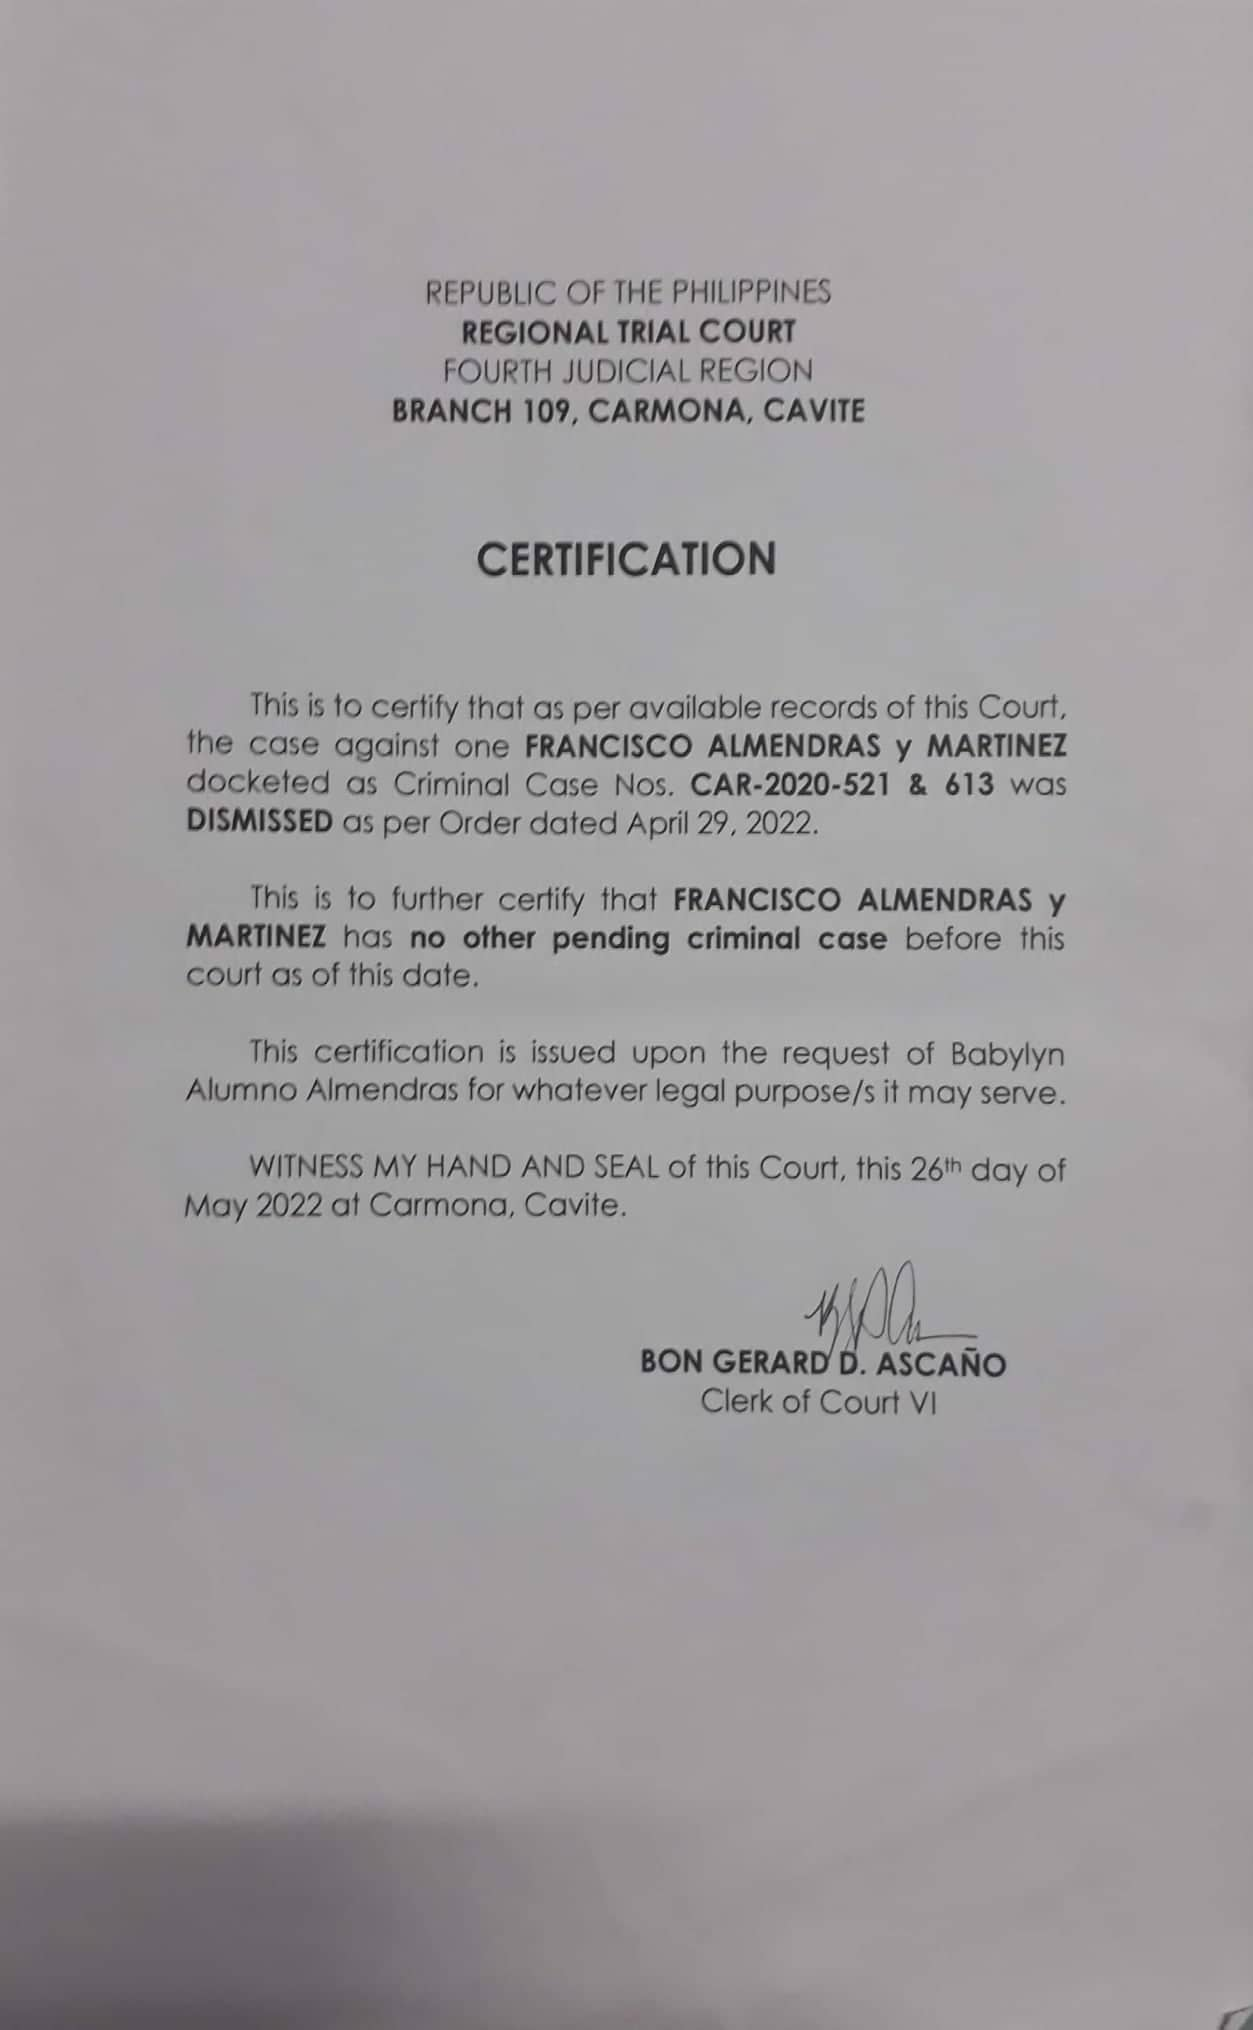 REPUBLIC OF THE PHILIPPINES
REGIONAL TRIAL COURT
FOURTH JUDICIAL REGION
BRANCH 109, CARMONA, CAVITE
CERTIFICATION
This is to certify that as per available records of this Court,
the case against one FRANCISCO ALMENDRAS y MARTINEZ
docketed as Criminal Case Nos. CAR-2020-521 & 613 was
DISMISSED as per Order dated April 29, 2022.
This is to further certify that FRANCISCO ALMENDRAS y
MARTINEZ has no other pending criminal case before this
court as of this date.
This certification is issued upon the request of Babylyn
Alumno Almendras for whatever legal purpose/s it may serve.
WITNESS MY HAND AND SEAL of this Court, this 26th day of
May 2022 at Carmona, Cavite.
BON GERARD D. ASCAÑO
Clerk of Court VI